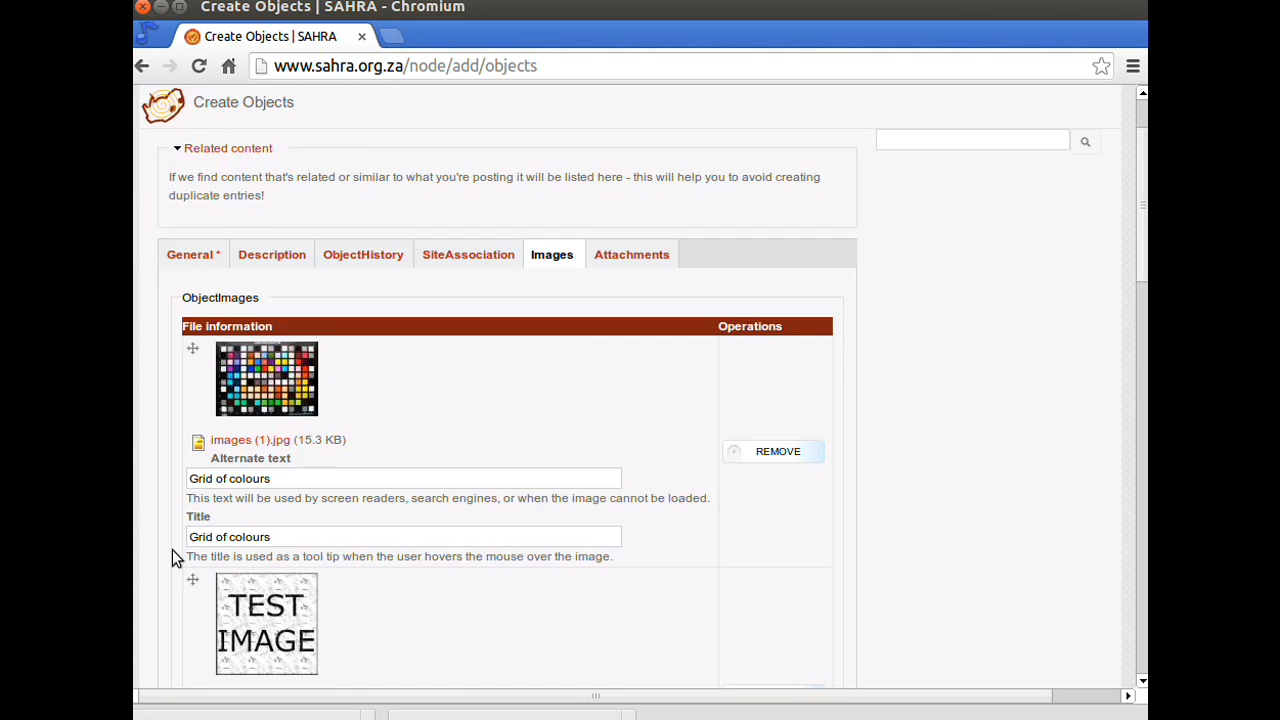 Create Objects | SAHRA - Chromium
Create Objects | SAHRA
www.sahra.org.za/node/add/objects
Create Objects
Related content
If we find content that's related or similar to what you're posting it will be listed here - this will help you to avoid creating
duplicate entries!
General * Description ObjectHistory SiteAssociation Images Attachments
ObjectImages
File information Operations
images (1).jpg (15.3 KB)
Alternate text
REMOVE
Grid of colours
This text will be used by screen readers, search engines, or when the image cannot be loaded.
Title
Grid of colours
The title is used as a tool tip when the user hovers the mouse over the image.
TEST
IMAGE